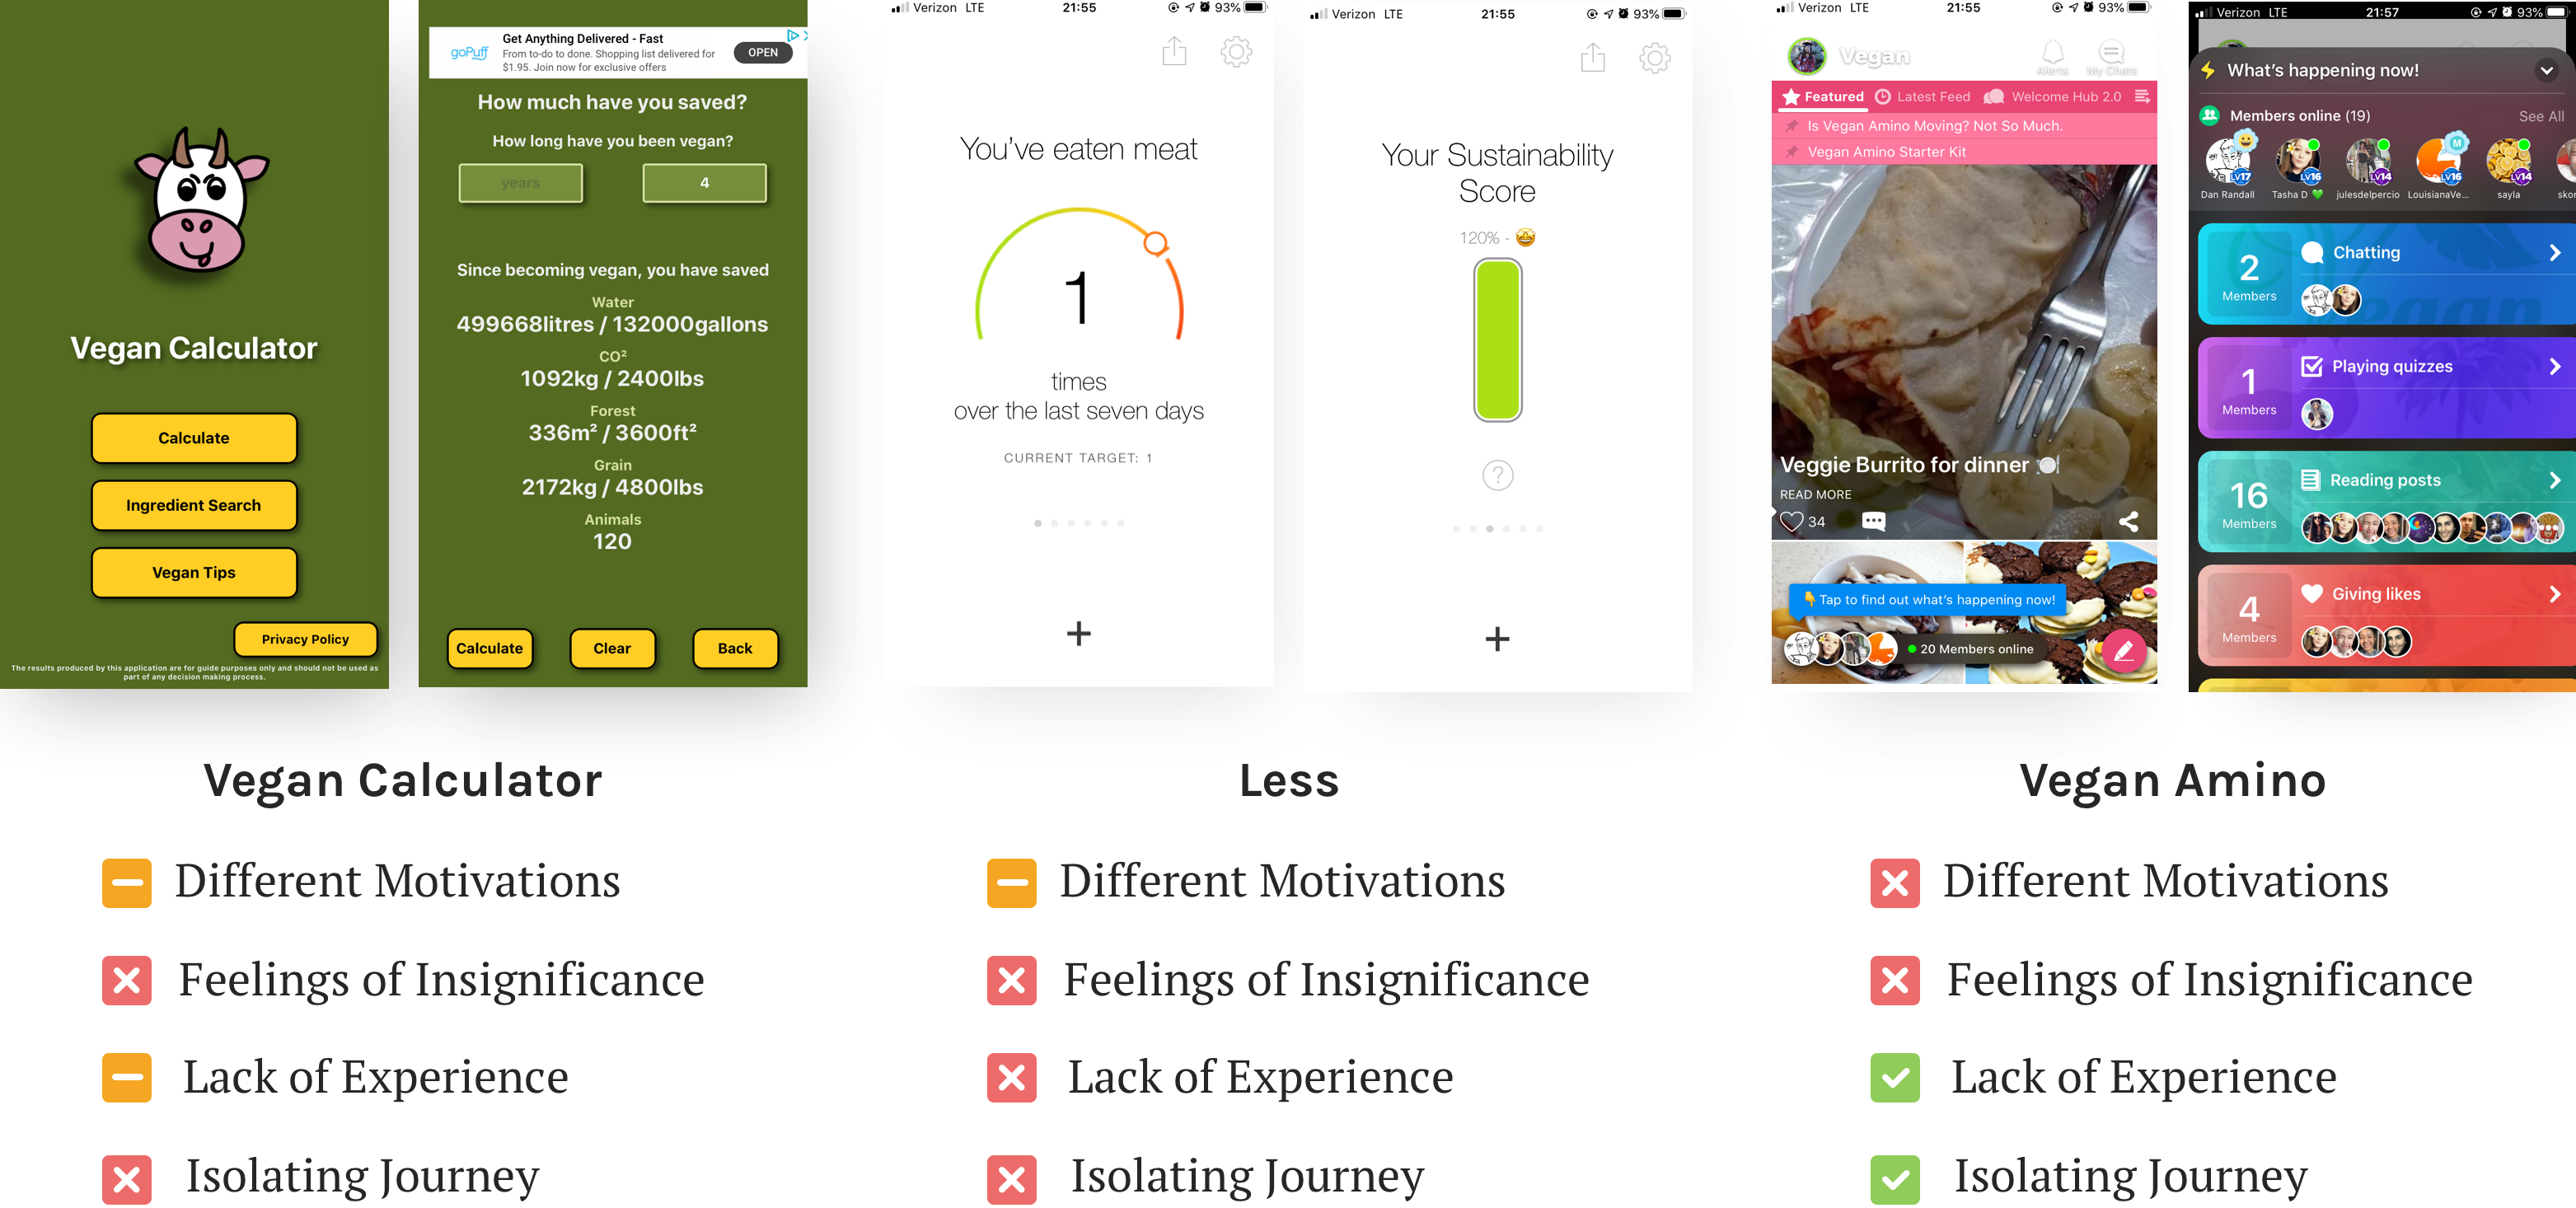 Vegan Calculator
Calculate
Ingredient Search
Vegan Tips
Privacy Policy
The results produced by this application are for guide purposes only and should not be used as
part of any decision making process.
goPuff
Get Anything Delivered - Fast
From to-do to done. Shopping list delivered for
$1.95. Join now for exclusive offers
OPEN
How much have you saved?
How long have you been vegan?
years
4
Since becoming vegan, you have saved
Water
499668litres / 132000gallons
CO²
1092kg / 2400lbs
Forest
336m² / 3600ft²
Grain
2172kg / 4800lbs
Animals
120
Calculate
Clear
Back
Verizon LTE
21:55
93%
You've eaten meat
1
times
over the last seven days
CURRENT TARGET: 1
+
Verizon LTE
21:55
93%
Your Sustainability
Score
120% - 🤩
?
+
Verizon LTE
21:55
93%
Vegan
Alerts
My Chats
Featured
Latest Feed
Welcome Hub 2.0
Is Vegan Amino Moving? Not So Much.
Vegan Amino Starter Kit
Veggie Burrito for dinner 🍽
READ MORE
34
👇 Tap to find out what's happening now!
20 Members online
Verizon LTE
21:57
93%
What's happening now!
Members online (19)
See All
LV17
LV16
LV14
LV16
LV14
M
Dan Randall
Tasha D 💚
julesdelpercio
LouisianaVe...
sayla
skor
2
Members
Chatting
vegan
1
Members
Playing quizzes
16
Members
Reading posts
4
Members
Giving likes
Vegan Calculator
Different Motivations
Feelings of Insignificance
Lack of Experience
Isolating Journey
Less
Different Motivations
Feelings of Insignificance
Lack of Experience
Isolating Journey
Vegan Amino
Different Motivations
Feelings of Insignificance
Lack of Experience
Isolating Journey